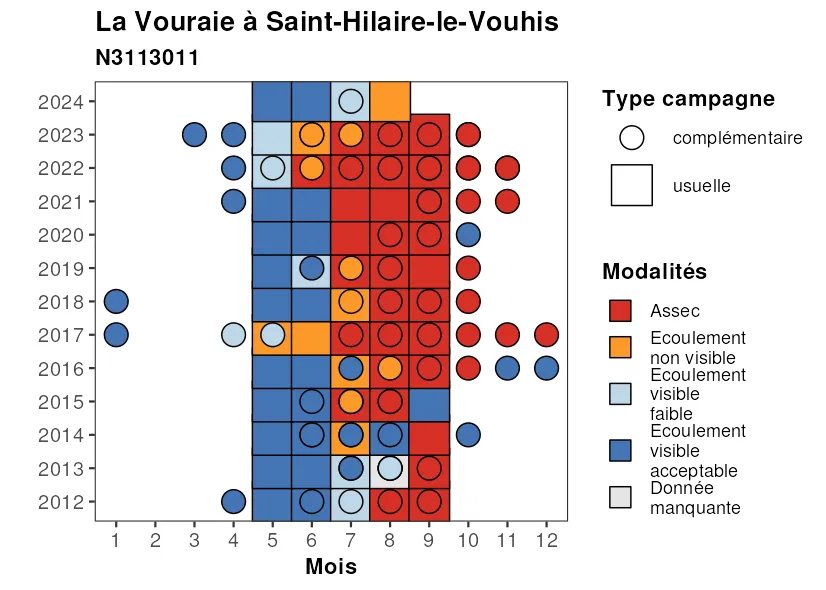 La Vouraie à Saint-Hilaire-le-Vouhis
N3113011
2024
2023
2022
2021
2020
2019
2018
2017
2016
2015
2014
2013
2012
1 2 3 4 5 6 7 8 9 10 11 12
Mois
Type campagne
complémentaire
usuelle
Modalités
Assec
Ecoulement
non visible
Ecoulement
visible
faible
Ecoulement
visible
acceptable
Donnée
manquante